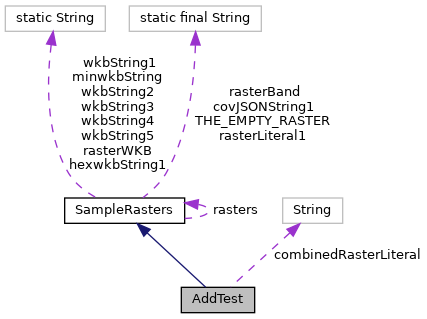 static String
static final String
wkbString1
minwkbString
wkbString2
wkbString3
wkbString4
wkbString5
rasterWKB
hexwkbString1
rasterBand
covJSONString1
THE_EMPTY_RASTER
rasterLiteral1
SampleRasters
rasters
String
combinedRasterLiteral
AddTest